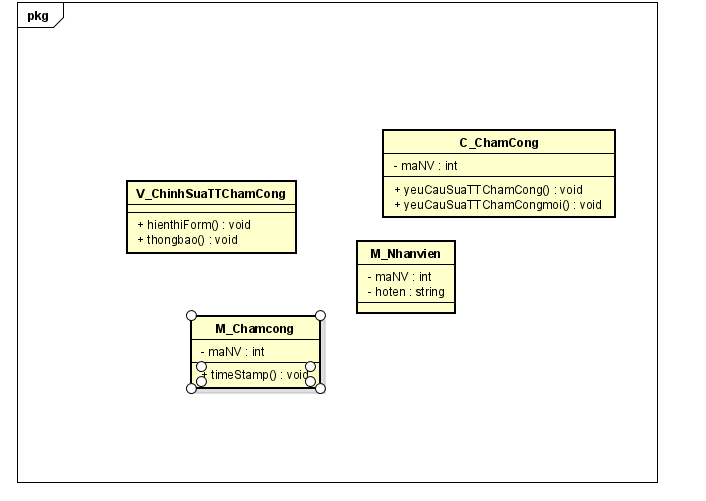 pkg
C_ChamCong
- maNV : int
+ yeuCauSuaTTChamCong() : void
+ yeuCauSuaTTChamCongmoi() : void
V_ChinhSuaTTChamCong
+ hienthiForm() : void
+ thongbao() : void
M_Nhanvien
- maNV : int
- hoten : string
M_Chamcong
- maNV : int
+ timeStamp() : void